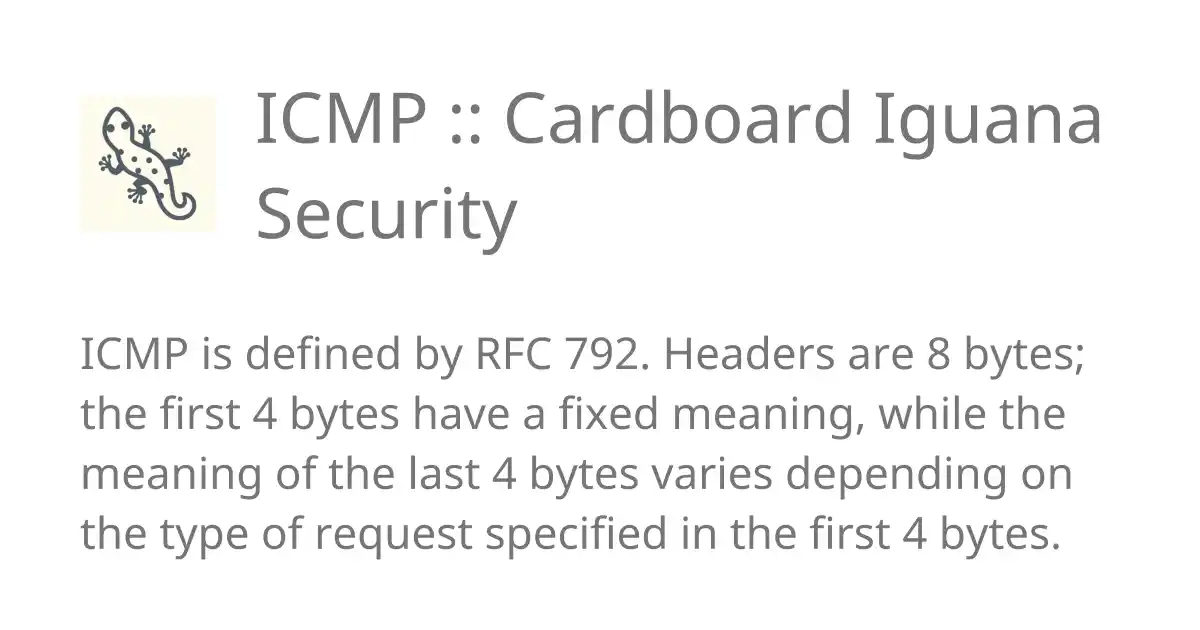 ICMP :: Cardboard Iguana
Security
ICMP is defined by RFC 792. Headers are 8 bytes;
the first 4 bytes have a fixed meaning, while the
meaning of the last 4 bytes varies depending on
the type of request specified in the first 4 bytes.